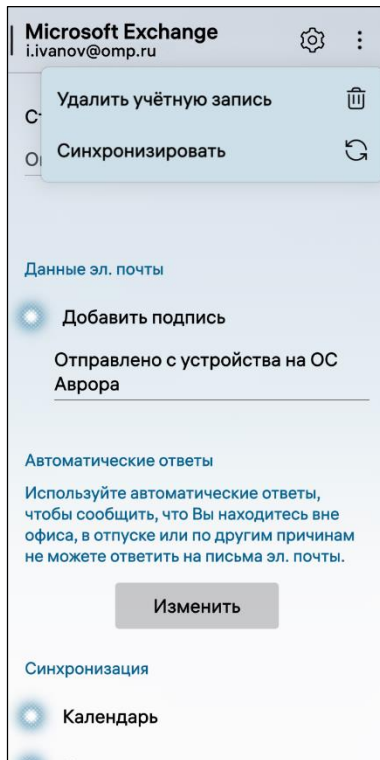 Microsoft Exchange
i.ivanov@omp.ru
Удалить учётную запись
Синхронизировать
Данные эл. почты
Добавить подпись
Отправлено с устройства на ОС
Аврора
Автоматические ответы
Используйте автоматические ответы,
чтобы сообщить, что Вы находитесь вне
офиса, в отпуске или по другим причинам
не можете ответить на письма эл. почты.
Изменить
Синхронизация
Календарь